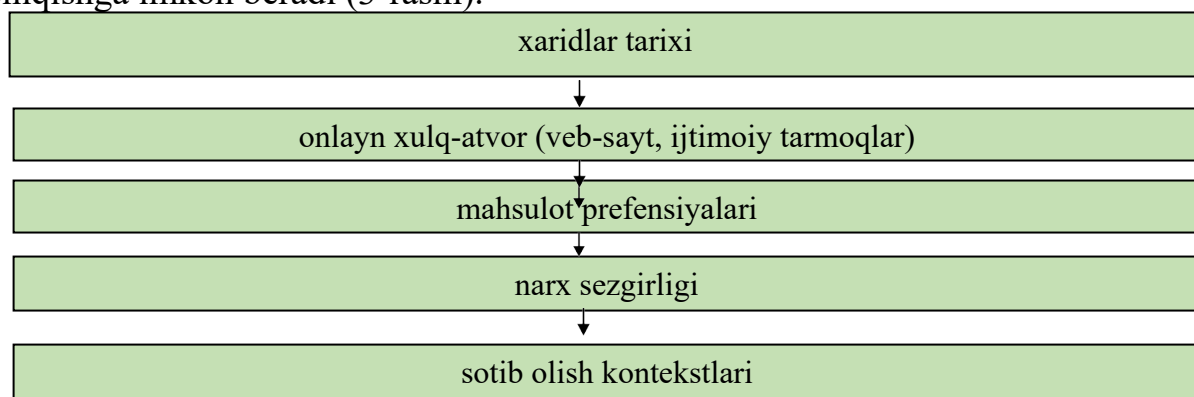 imkon beradi (3-rasm).
xaridlar tarixi
onlayn xulq-atvor (veb-sayt, ijtimoiy tarmoqlar)
mahsulot prefensiyalari
narx sezgirligi
sotib olish kontekstlari